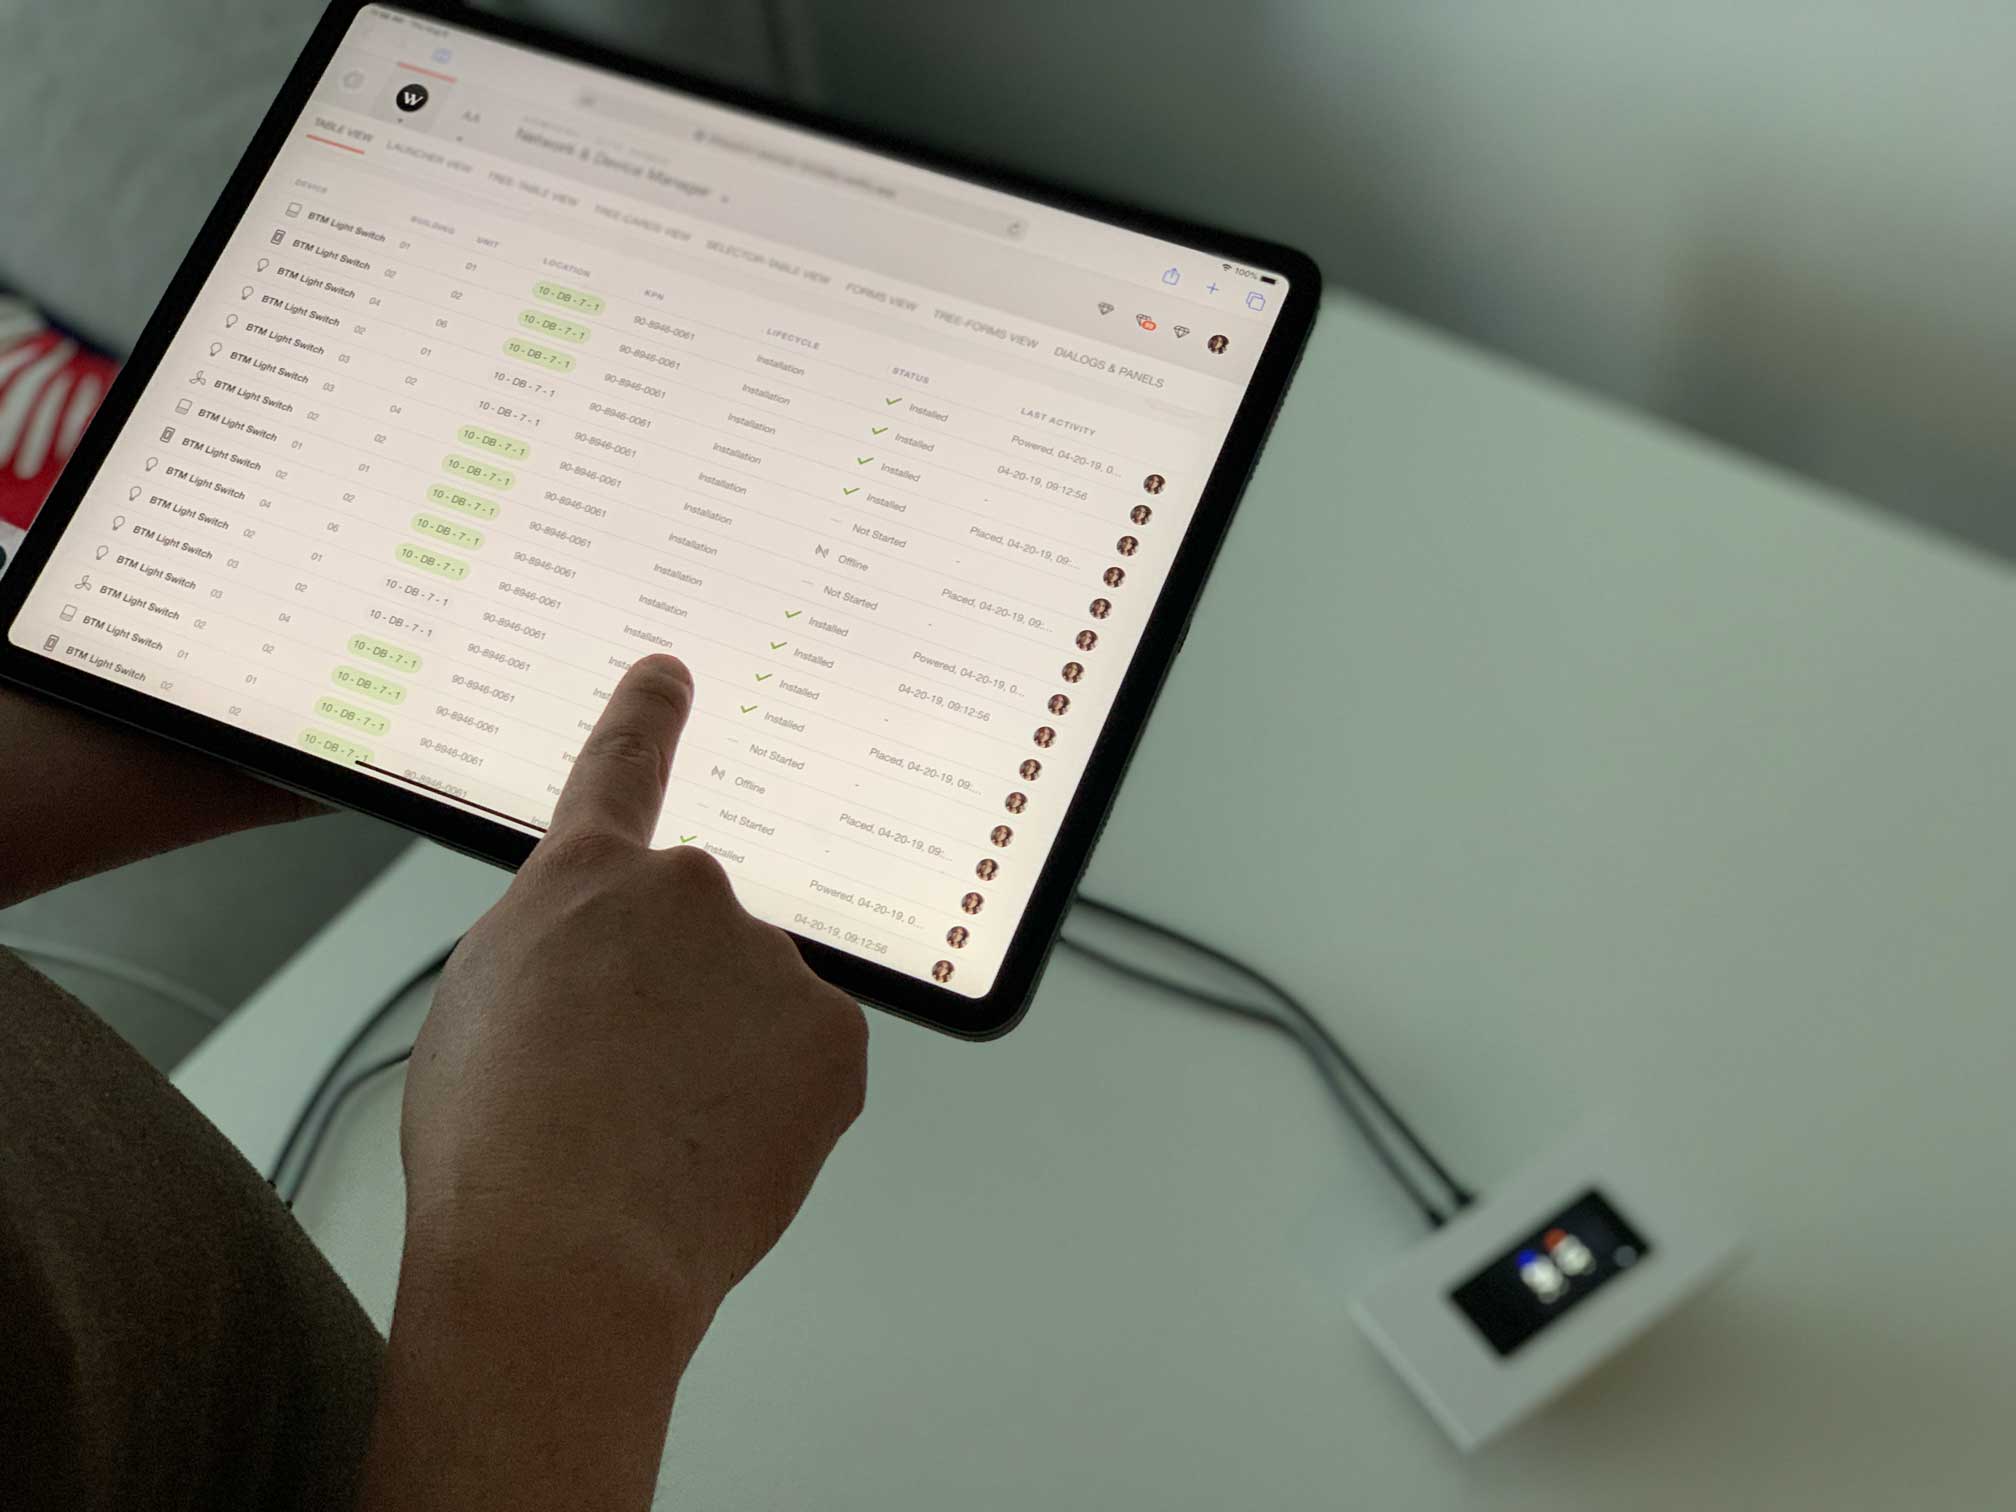 100%
W
AA
Network & Device Manager
TABLE VIEW LAUNCHER VIEW TREE-TABLE VIEW TREE-CARDS VIEW SELECTOR-TABLE VIEW FORMS VIEW TREE-FORMS VIEW DIALOGS & PANELS
DEVICE BUILDING UNIT LOCATION KPN LIFECYCLE STATUS LAST ACTIVITY
BTM Light Switch 01 01 10 - DB - 7 - 1 90-8946-0061 Installation Installed Powered, 04-20-19, 0...
BTM Light Switch 02 02 10 - DB - 7 - 1 90-8946-0061 Installation Installed 04-20-19, 09:12:56
BTM Light Switch 04 06 10 - DB - 7 - 1 90-8946-0061 Installation Installed -
BTM Light Switch 02 01 10 - DB - 7 - 1 90-8946-0061 Installation Installed Placed, 04-20-19, 09:...
BTM Light Switch 03 02 10 - DB - 7 - 1 90-8946-0061 Installation Not Started -
BTM Light Switch 03 04 10 - DB - 7 - 1 90-8946-0061 Installation Offline Placed, 04-20-19, 09:...
BTM Light Switch 02 02 10 - DB - 7 - 1 90-8946-0061 Installation Not Started -
BTM Light Switch 01 01 10 - DB - 7 - 1 90-8946-0061 Installation Installed Powered, 04-20-19, 0...
BTM Light Switch 02 02 10 - DB - 7 - 1 90-8946-0061 Installation Installed 04-20-19, 09:12:56
BTM Light Switch 04 06 10 - DB - 7 - 1 90-8946-0061 Installation Installed -
BTM Light Switch 02 01 10 - DB - 7 - 1 90-8946-0061 Insta Installed Placed, 04-20-19, 09:...
BTM Light Switch 03 02 10 - DB - 7 - 1 90-8946-0061 Inst Not Started -
BTM Light Switch 03 04 10 - DB - 7 - 1 90-8946-0061 Inst Offline Placed, 04-20-19, 09:...
BTM Light Switch 02 02 10 - DB - 7 - 1 90-8946-0061 Ins Not Started -
BTM Light Switch 01 01 10 - DB - 7 - 1 90-8946-0061 Ins Installed Powered, 04-20-19, 0...
BTM Light Switch 02 02 10 - DB - 7 - 1 90-8946-0061 Inst 04-20-19, 09:12:56